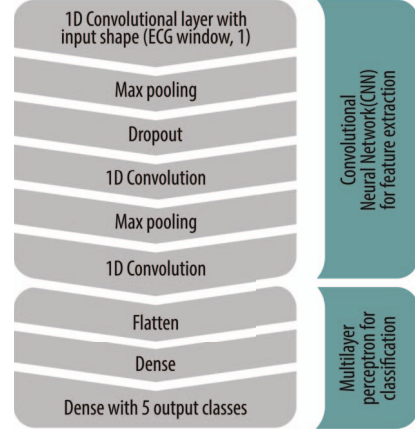 1D Convolutional layer with
input shape (ECG window, 1)
Max pooling
Dropout
1D Convolution
Max pooling
1D Convolution
Convolutional
Neural Network(CNN)
for feature extraction
Flatten
Dense
Dense with 5 output classes
Multilayer
perceptron for
classification